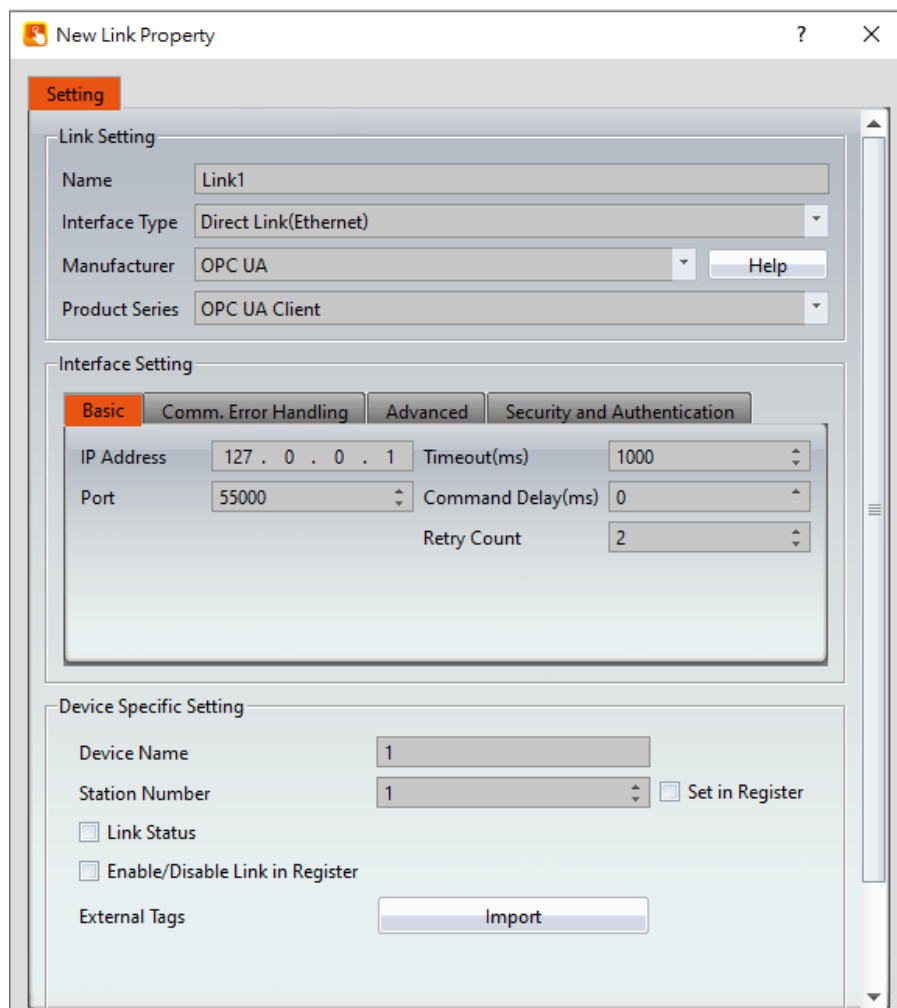 New Link Property
?
Setting
Link Setting
Name Link1
Interface Type Direct Link(Ethernet)
Manufacturer OPC UA Help
Product Series OPC UA Client
Interface Setting
Basic Comm. Error Handling Advanced Security and Authentication
IP Address 127 . 0 . 0 . 1 Timeout(ms) 1000
Port 55000 Command Delay(ms) 0
Retry Count 2
Device Specific Setting
Device Name 1
Station Number 1 Set in Register
Link Status
Enable/Disable Link in Register
External Tags Import